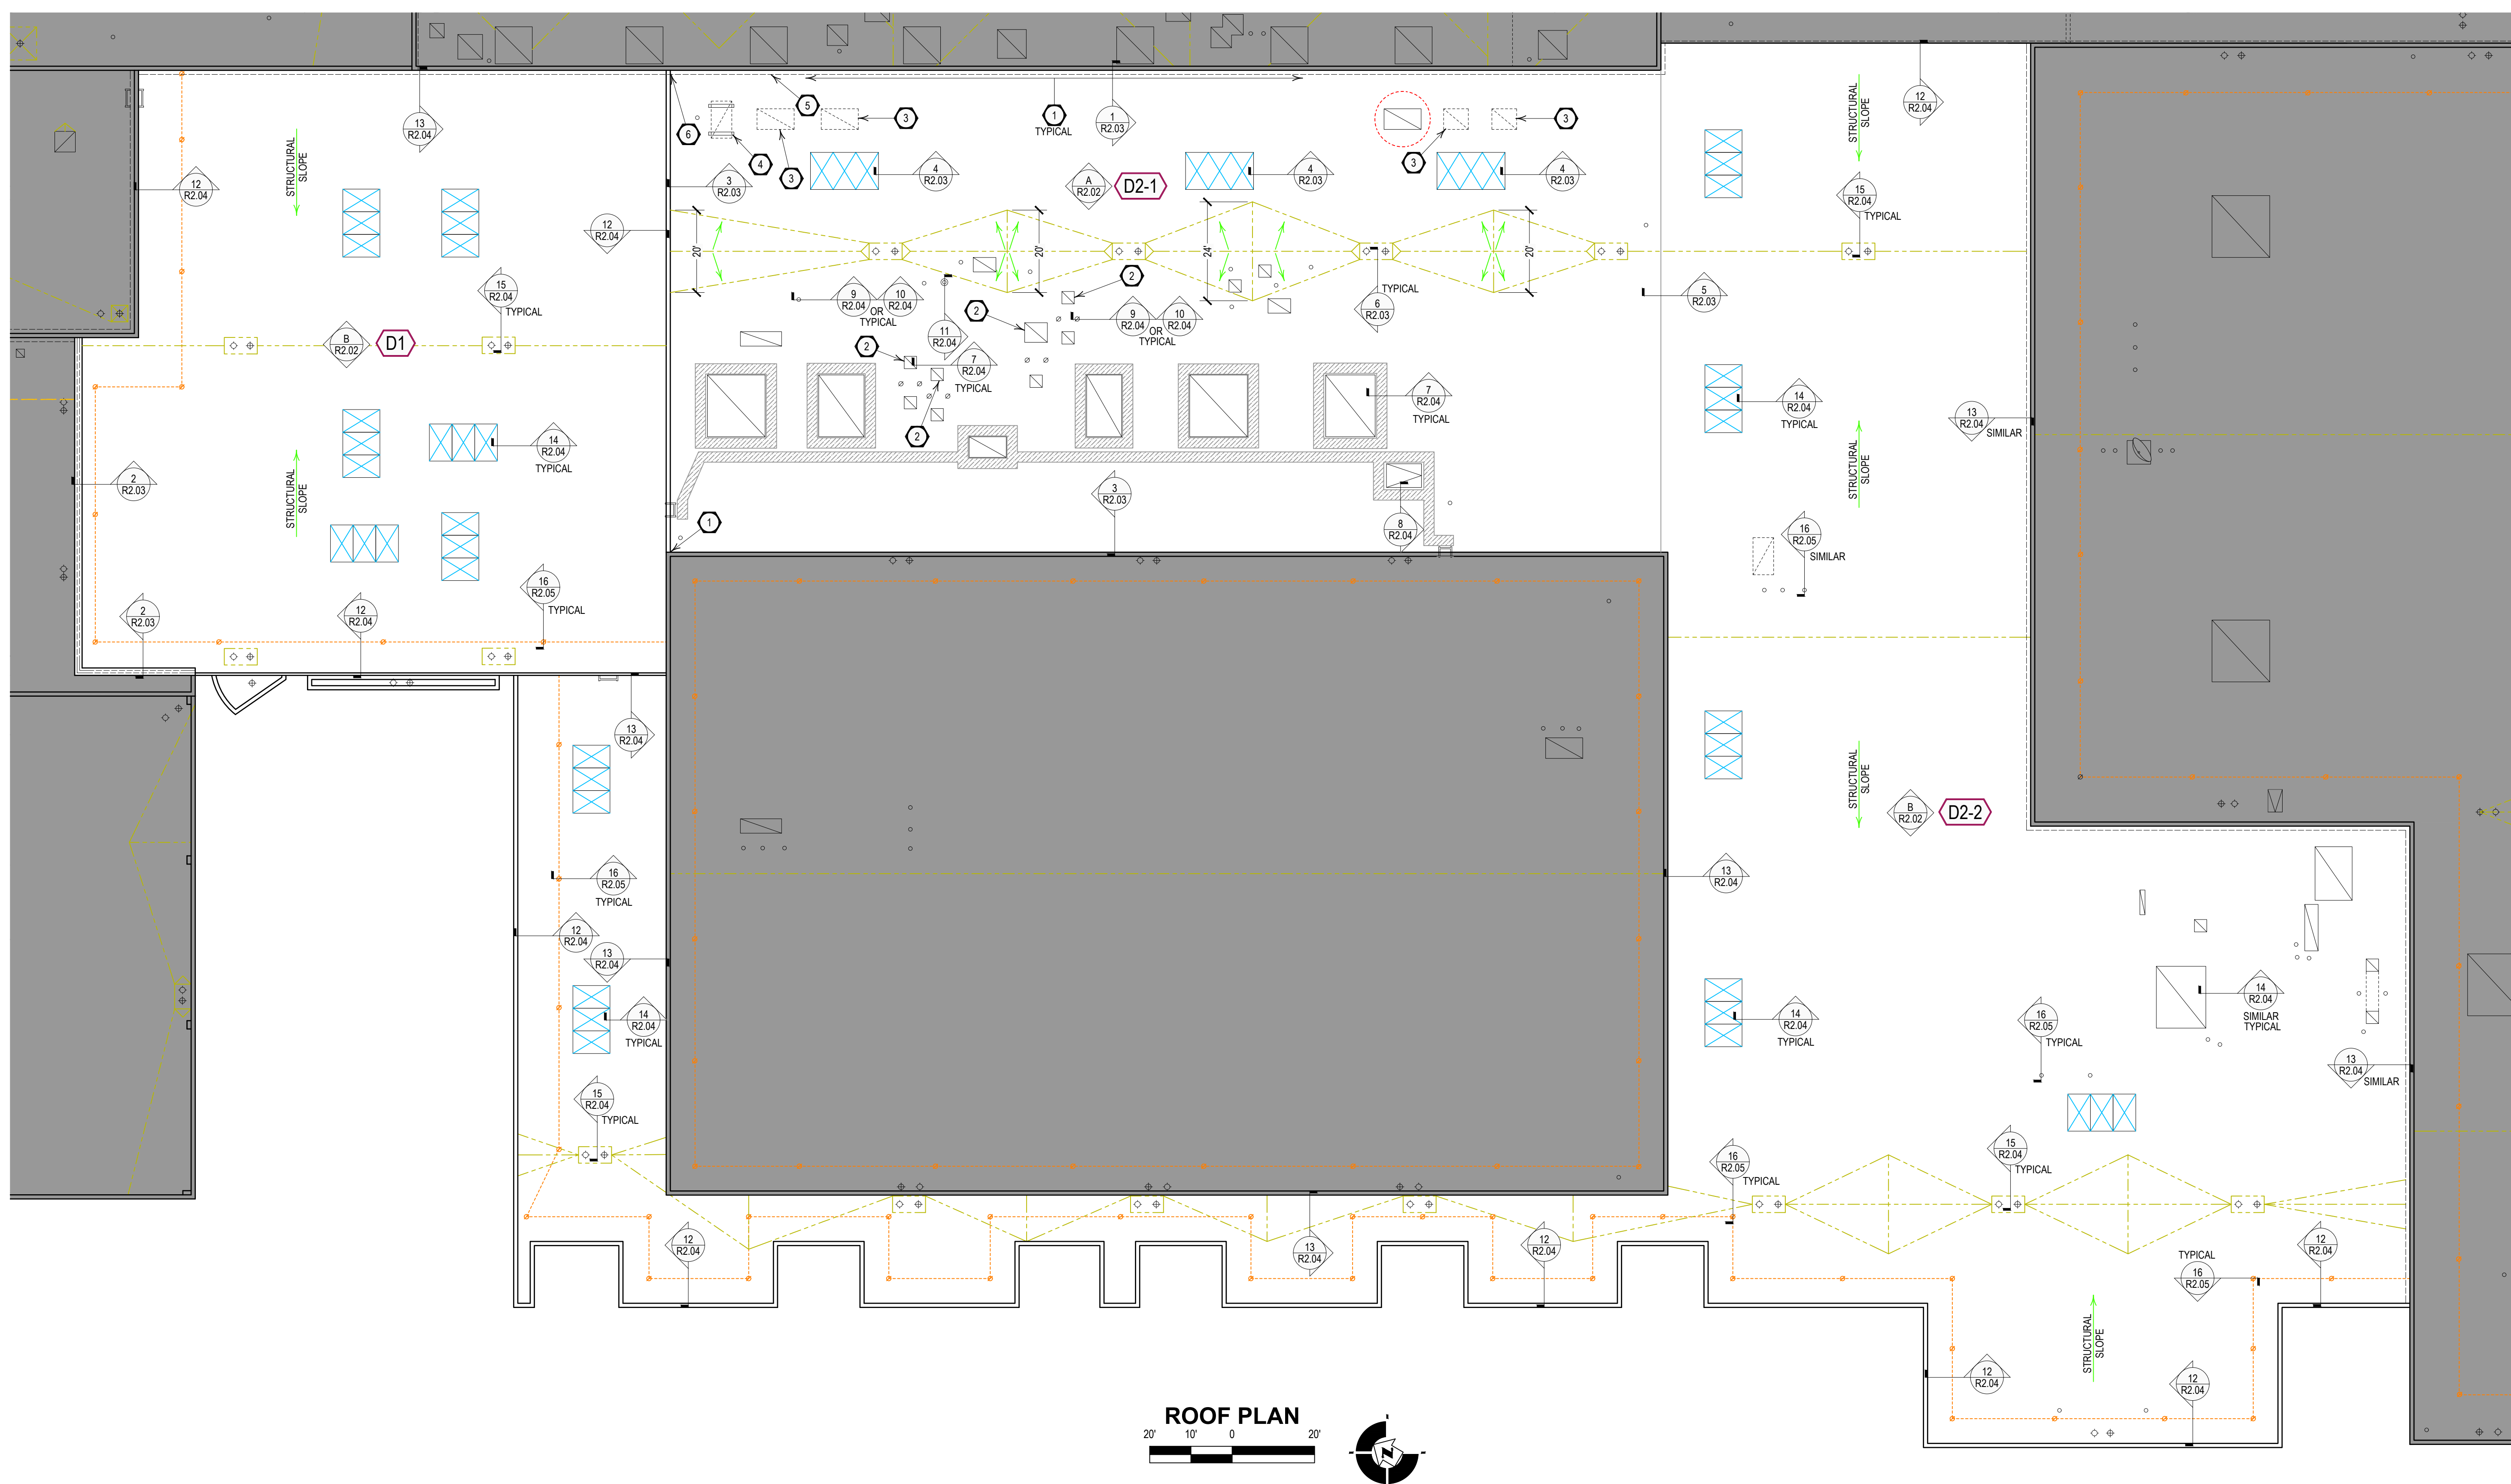 5
6
1
TYPICAL
1
R2.03
3
3
4
3
3
13
R2.04
12
R2.04
STRUCTURAL
SLOPE
STRUCTURAL
SLOPE
12
R2.04
3
R2.03
4
R2.03
A
R2.02
D2-1
4
R2.03
4
R2.03
15
R2.04
TYPICAL
12
R2.04
20'
20'
24'
20'
15
R2.04
TYPICAL
9
R2.04
10
R2.04
OR
TYPICAL
2
2
9
R2.04
10
R2.04
OR
TYPICAL
TYPICAL
6
R2.03
5
R2.03
B
R2.02
D1
11
R2.04
2
7
R2.04
TYPICAL
2
7
R2.04
TYPICAL
14
R2.04
TYPICAL
13
R2.04
SIMILAR
14
R2.04
TYPICAL
2
R2.03
STRUCTURAL
SLOPE
STRUCTURAL
SLOPE
1
3
R2.03
8
R2.04
16
R2.05
SIMILAR
2
R2.03
12
R2.04
16
R2.05
TYPICAL
13
R2.04
STRUCTURAL
SLOPE
B
R2.02
D2-2
16
R2.05
TYPICAL
13
R2.04
12
R2.04
13
R2.04
14
R2.04
TYPICAL
14
R2.04
TYPICAL
14
R2.04
SIMILAR
TYPICAL
16
R2.05
TYPICAL
13
R2.04
SIMILAR
15
R2.04
TYPICAL
16
R2.05
TYPICAL
15
R2.04
TYPICAL
12
R2.04
13
R2.04
12
R2.04
TYPICAL
16
R2.05
12
R2.04
STRUCTURAL
SLOPE
12
R2.04
12
R2.04
ROOF PLAN
20' 10' 0 20'
N